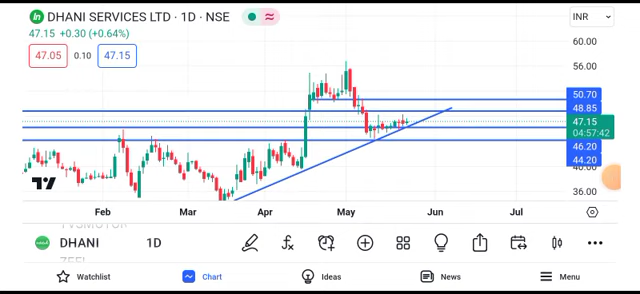 DHANI SERVICES LTD · 1D · NSE
INR
47.15 +0.30 (+0.64%)
47.05 0.10 47.15
60.00
56.00
50.70
48.85
47.15
04:57:42
46.20
44.20
40.00
36.00
Feb Mar Apr May Jun Jul
DHANI 1D
Watchlist Chart Ideas News Menu